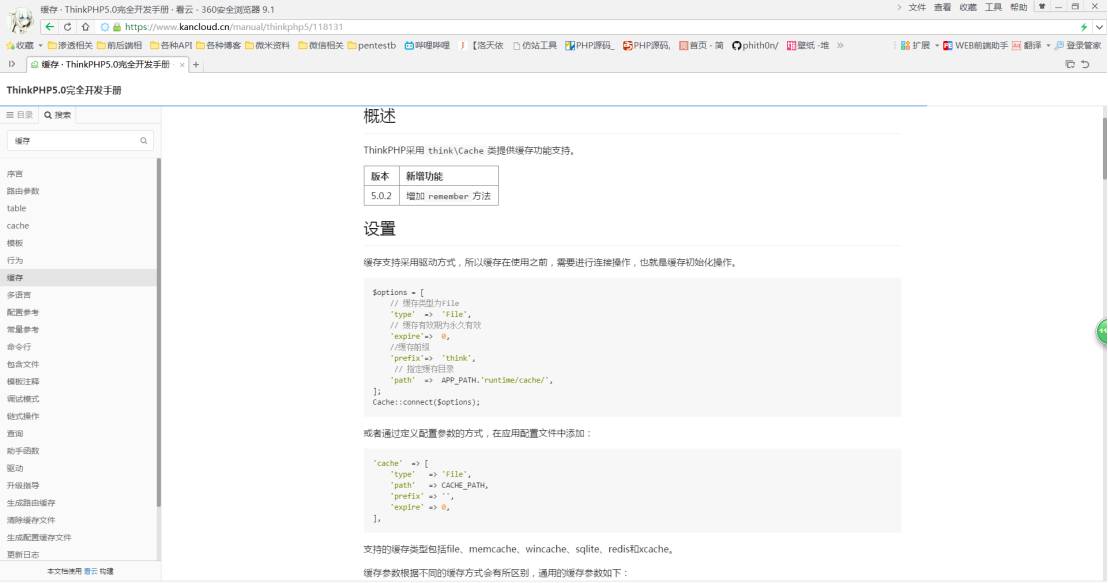 缓存 · ThinkPHP5.0完全开发手册 · 看云 - 360安全浏览器 9.1
文件 查看 收藏 工具 帮助
https://www.kancloud.cn/manual/thinkphp5/118131
收藏 渗透相关 前后端相 各种API 各种博客 微米资料 微信相关 pentestb 哔哩哔哩 【洛天依 仿站工具 PHP源码_ PHP源码, 首页 - 简 phith0n/ 壁纸 -堆 » 扩展 WEB前端助手 翻译 登录管家
缓存 · ThinkPHP5.0完全开发手册 ·
ThinkPHP5.0完全开发手册
目录 搜索
缓存
序言
路由参数
table
cache
模板
行为
缓存
多语言
配置参考
常量参考
命令行
包含文件
模板注释
调试模式
链式操作
查询
助手函数
驱动
升级指导
生成路由缓存
清除缓存文件
生成配置缓存文件
更新日志
本文档使用 看云 构建
概述
ThinkPHP采用 think\Cache 类提供缓存功能支持。
版本 新增功能
5.0.2 增加 remember 方法
设置
缓存支持采用驱动方式，所以缓存在使用之前，需要进行连接操作，也就是缓存初始化操作。
$options = [
// 缓存类型为File
'type' => 'File',
// 缓存有效期为永久有效
'expire'=> 0,
//缓存前缀
'prefix'=> 'think',
// 指定缓存目录
'path' => APP_PATH.'runtime/cache/',
];
Cache::connect($options);
或者通过定义配置参数的方式，在应用配置文件中添加：
'cache' => [
'type' => 'File',
'path' => CACHE_PATH,
'prefix' => '',
'expire' => 0,
],
支持的缓存类型包括file、memcache、wincache、sqlite、redis和xcache。
缓存参数根据不同的缓存方式会有所区别，通用的缓存参数如下：